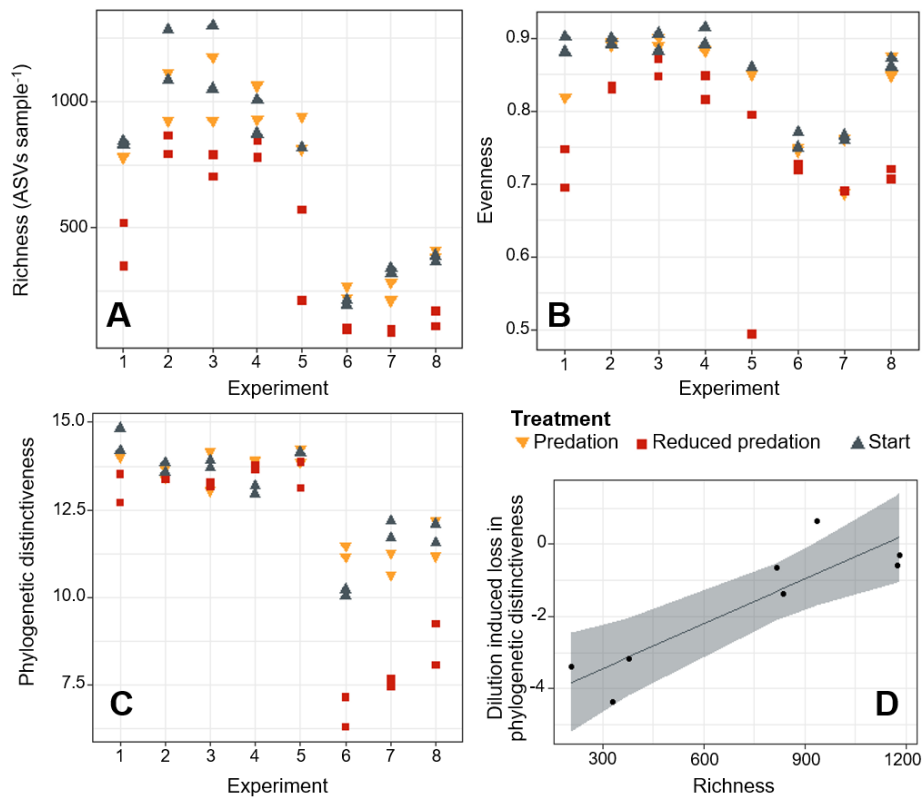 1000
500
Richness (ASVs sample-1)
A
1 2 3 4 5 6 7 8
Experiment
0.9
0.8
0.7
0.6
0.5
Evenness
B
1 2 3 4 5 6 7 8
Experiment
15.0
12.5
10.0
7.5
Phylogenetic distinctiveness
C
1 2 3 4 5 6 7 8
Experiment
Treatment
Predation Reduced predation Start
0
-2
-4
Dilution induced loss in
phylogenetic distinctiveness
D
300 600 900 1200
Richness